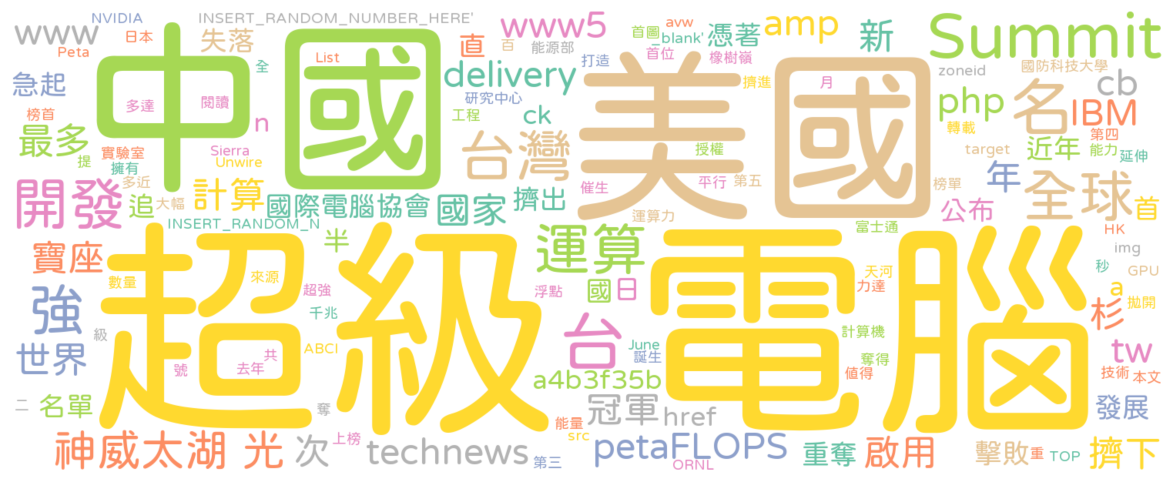 www
NVIDIA
日本
失落
INSERT_RANDOM_NUMBER_HERE'
Peta
List
直
百
www5
能源部
首圖
_blank'
avw
首位
憑著
amp
新
Summit
橡樹嶺
急起
中國
delivery
打造
美國
擠進
月
zoneid
國防科技大學
cb
榜首
多達
閱讀
全
研究中心
工程
ck
php
名
IBM
最多
n
轉載
第四
提
實驗室
Sierra
Unwire
台灣
授權
target
近年
能力
延伸
擁有
開發
多近
計算
催生
平行
第五
榜單
年
全球
追
大幅
國際電腦協會
國家
擠出
運算力
公布
首
INSERT_RANDOM_N
半
運算
富士通
HK
img
寶座
超級電腦
數量
來源
超強
浮點
國
日
天河
力達
秒
GPU
a
拋開
強
千兆
級
台
杉
世界
ABCI
June
誕生
計算機
奪得
tw
號
去年
共
a4b3f35b
值得
技術
本文
二
名單
奪
冠軍
href
發展
能量
神威太湖
光
次
上榜
technews
src
第三
petaFLOPS
ORNL
重奪
啟用
擊敗
重
TOP
擠下